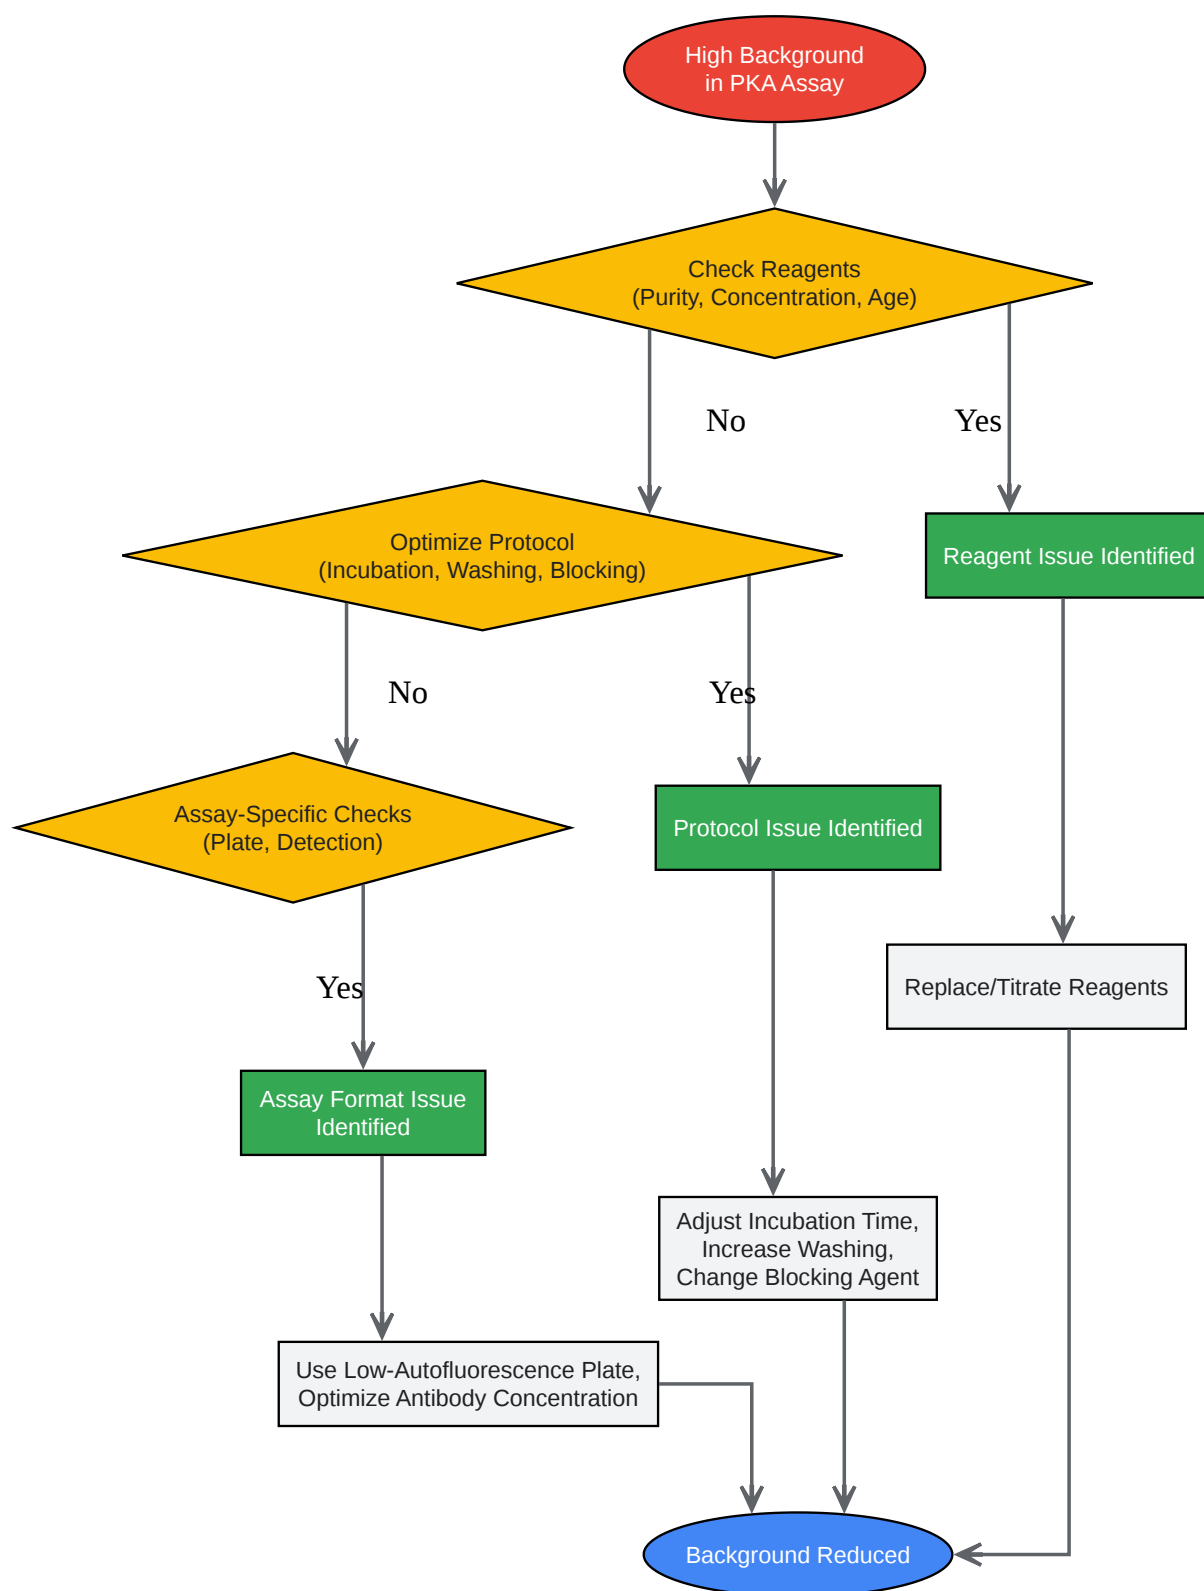 High Background
in PKA Assay
Check Reagents
(Purity, Concentration, Age)
No
Yes
Optimize Protocol
(Incubation, Washing, Blocking)
Reagent Issue Identified
No
Yes
Assay-Specific Checks
(Plate, Detection)
Protocol Issue Identified
Yes
Replace/Titrate Reagents
Assay Format Issue
Identified
Adjust Incubation Time,
Increase Washing,
Change Blocking Agent
Use Low-Autofluorescence Plate,
Optimize Antibody Concentration
Background Reduced